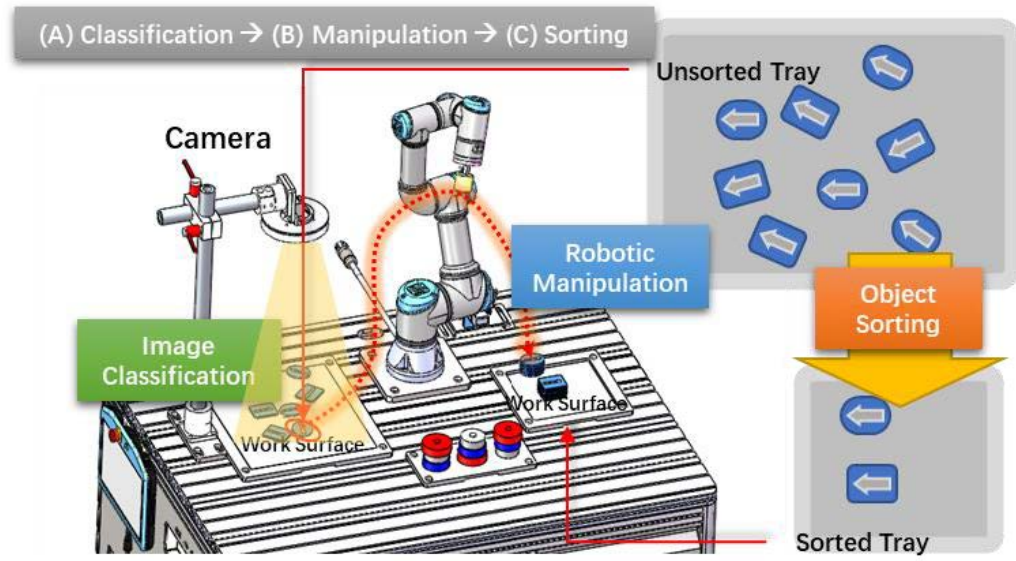 (A) Classification → (B) Manipulation → (C) Sorting
Unsorted Tray
Camera
Robotic
Manipulation
Object
Sorting
Image
Classification
Work Surface
Work Surface
Sorted Tray